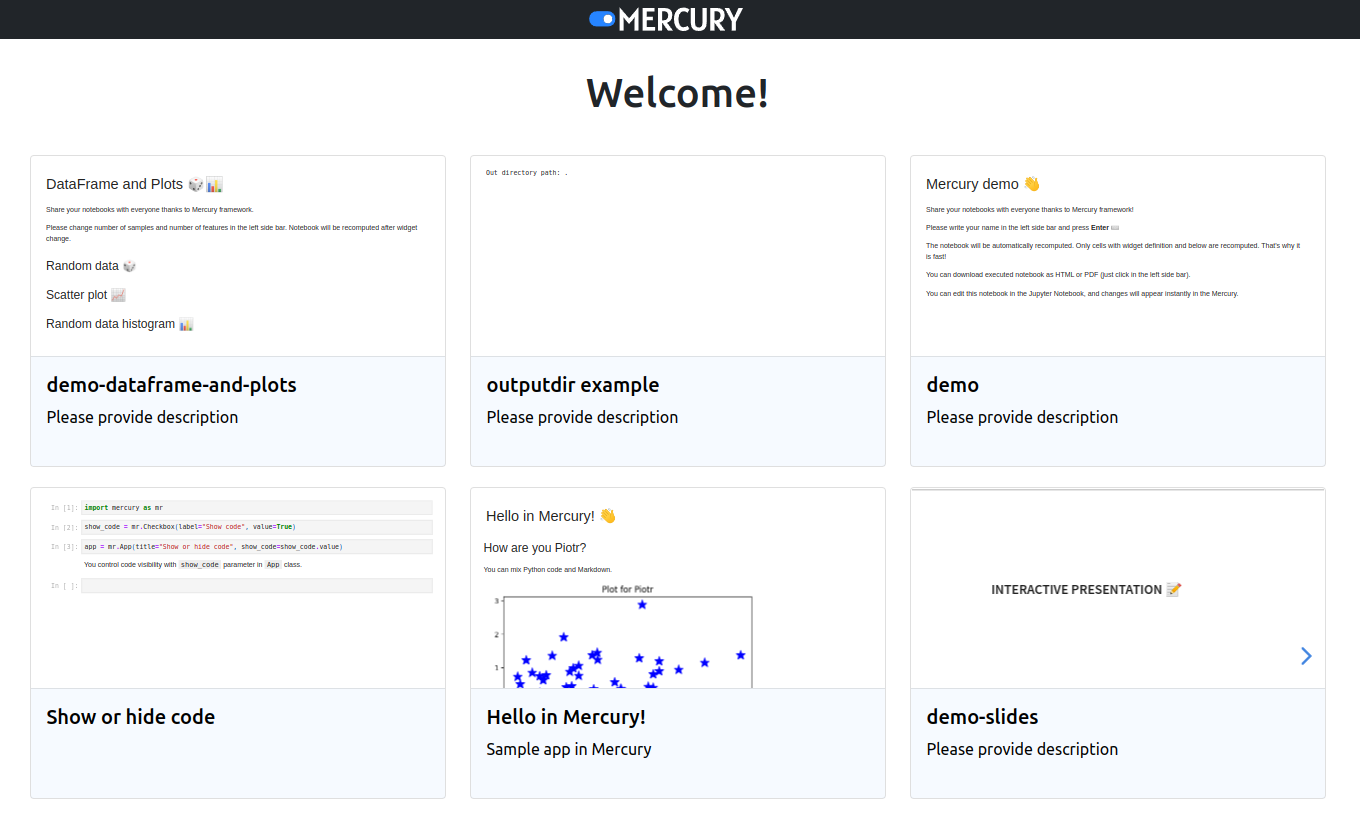 MERCURY
Welcome!
DataFrame and Plots 🎲📊
Share your notebooks with everyone thanks to Mercury framework.
Please change number of samples and number of features in the left side bar. Notebook will be recomputed after widget
change.
Random data 🎲
Scatter plot 📈
Random data histogram 📊
demo-dataframe-and-plots
Please provide description
Out directory path: .
outputdir example
Please provide description
Mercury demo 👋
Share your notebooks with everyone thanks to Mercury framework!
Please write your name in the left side bar and press Enter ⌨️
The notebook will be automatically recomputed. Only cells with widget definition and below are recomputed. That's why it
is fast!
You can download executed notebook as HTML or PDF (just click in the left side bar).
You can edit this notebook in the Jupyter Notebook, and changes will appear instantly in the Mercury.
demo
Please provide description
In [1]: import mercury as mr
In [2]: show_code = mr.Checkbox(label="Show code", value=True)
In [3]: app = mr.App(title="Show or hide code", show_code=show_code.value)
You control code visibility with show_code parameter in App class.
In [ ]:
Show or hide code
Hello in Mercury! 👋
How are you Piotr?
You can mix Python code and Markdown.
Plot for Piotr
3
2
1
Hello in Mercury!
Sample app in Mercury
INTERACTIVE PRESENTATION 📝
demo-slides
Please provide description